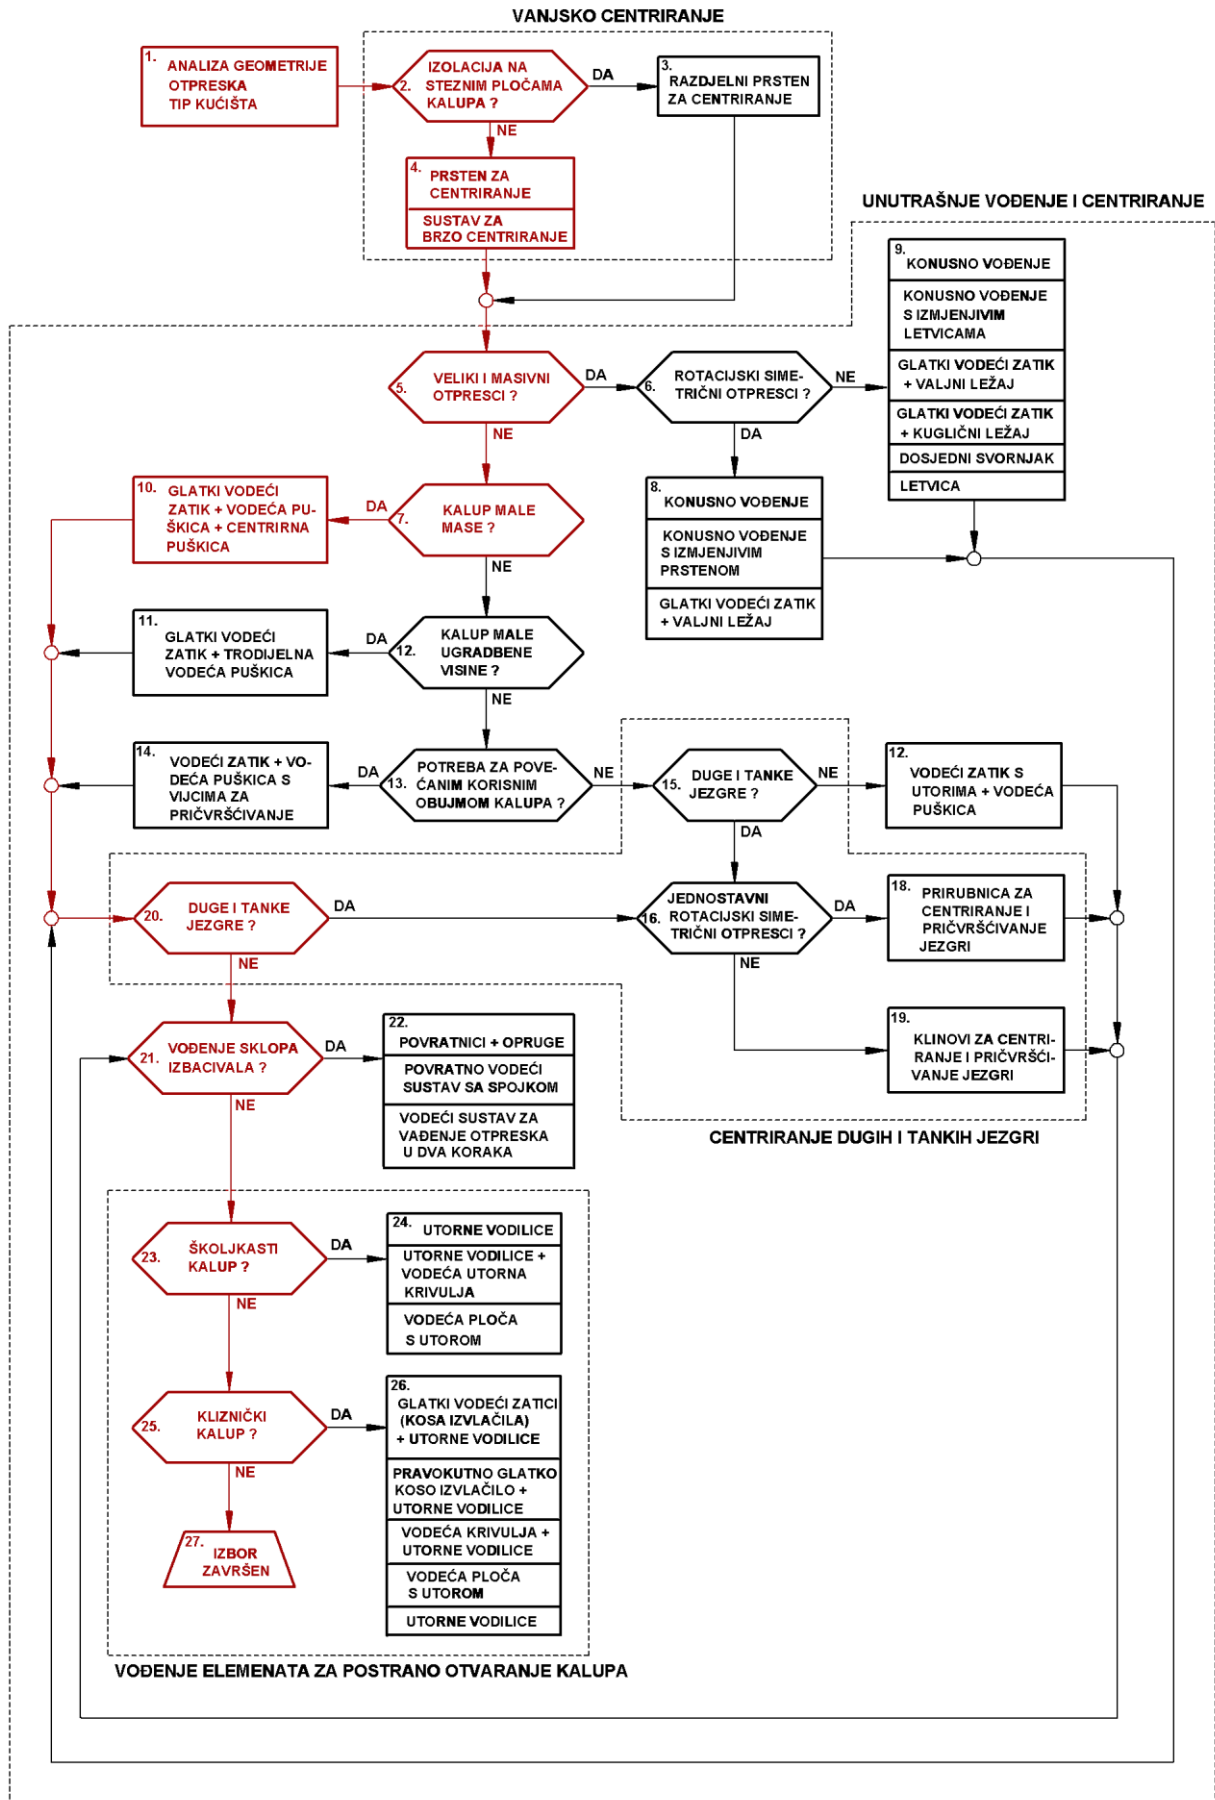 VANJSKO CENTRIRANJE
1.
ANALIZA GEOMETRIJE
OTPRESKA
TIP KUĆIŠTA
2.
IZOLACIJA NA
STEZNIM PLOČAMA
KALUPA ?
DA
3.
RAZDJELNI PRSTEN
ZA CENTRIRANJE
NE
4.
PRSTEN ZA
CENTRIRANJE
SUSTAV ZA
BRZO CENTRIRANJE
UNUTRAŠNJE VOĐENJE I CENTRIRANJE
5.
VELIKI I MASIVNI
OTPRESCI ?
DA
6.
ROTACIJSKI SIME-
TRIČNI OTPRESCI ?
NE
9.
KONUSNO VOĐENJE
KONUSNO VOĐENJE
S IZMJENJIVIM
LETVICAMA
GLATKI VODEĆI ZATIK
+ VALJNI LEŽAJ
GLATKI VODEĆI ZATIK
+ KUGLIČNI LEŽAJ
DOSJEDNI SVORNJAK
LETVICA
NE
DA
8.
KONUSNO VOĐENJE
KONUSNO VOĐENJE
S IZMJENJIVIM
PRSTENOM
GLATKI VODEĆI ZATIK
+ VALJNI LEŽAJ
10.
GLATKI VODEĆI
ZATIK + VODEĆA PU-
ŠKICA + CENTRIRNA
PUŠKICA
DA
7.
KALUP MALE
MASE ?
NE
11.
GLATKI VODEĆI
ZATIK + TRODIJELNA
VODEĆA PUŠKICA
DA
12.
KALUP MALE
UGRADBENE
VISINE ?
NE
14.
VODEĆI ZATIK + VO-
DEĆA PUŠKICA S
VIJCIMA ZA
PRIČVRŠĆIVANJE
DA
13.
POTREBA ZA POVE-
ĆANIM KORISNIM
OBUJMOM KALUPA ?
NE
15.
DUGE I TANKE
JEZGRE ?
NE
12.
VODEĆI ZATIK S
UTORIMA + VODEĆA
PUŠKICA
DA
20.
DUGE I TANKE
JEZGRE ?
DA
16.
JEDNOSTAVNI
ROTACIJSKI SIME-
TRIČNI OTPRESCI ?
DA
18.
PRIRUBNICA ZA
CENTRIRANJE I
PRIČVRŠĆIVANJE
JEZGRI
NE
NE
19.
KLINOVI ZA CENTRI-
RANJE I PRIČVRŠĆI-
VANJE JEZGRI
21.
VOĐENJE SKLOPA
IZBACIVALA ?
DA
22.
POVRATNICI + OPRUGE
POVRATNO VODEĆI
SUSTAV SA SPOJKOM
VODEĆI SUSTAV ZA
VAĐENJE OTPRESKA
U DVA KORAKA
NE
CENTRIRANJE DUGIH I TANKIH JEZGRI
23.
ŠKOLJKASTI
KALUP ?
DA
24.
UTORNE VODILICE
UTORNE VODILICE +
VODEĆA UTORNA
KRIVULJA
VODEĆA PLOČA
S UTOROM
NE
25.
KLIZNIČKI
KALUP ?
DA
26.
GLATKI VODEĆI ZATICI
(KOSA IZVLAČILA)
+ UTORNE VODILICE
PRAVOKUTNO GLATKO
KOSO IZVLAČILO +
UTORNE VODILICE
VODEĆA KRIVULJA +
UTORNE VODILICE
VODEĆA PLOČA
S UTOROM
UTORNE VODILICE
NE
27.
IZBOR
ZAVRŠEN
VOĐENJE ELEMENATA ZA POSTRANO OTVARANJE KALUPA